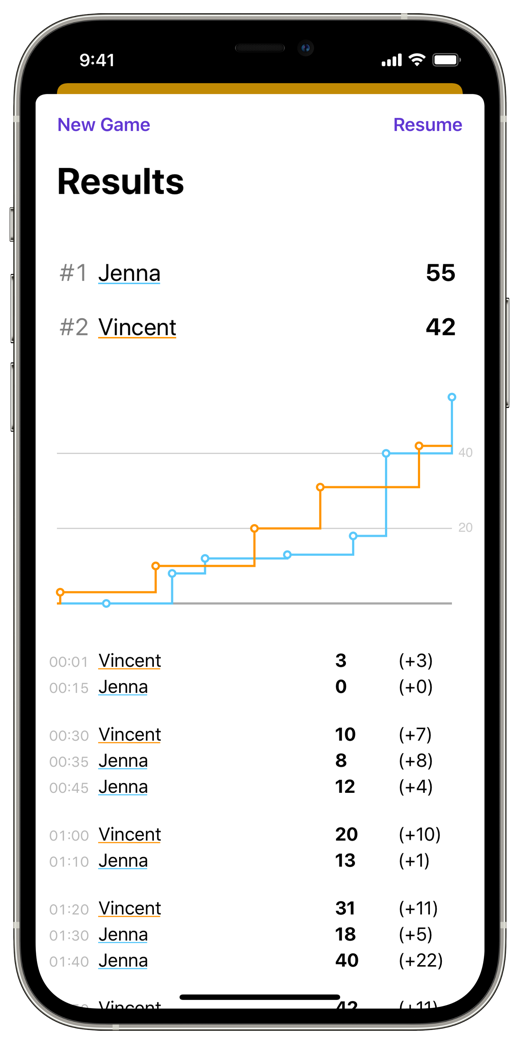 9:41
New Game Resume
Results
#1 Jenna 55
#2 Vincent 42
40
20
00:01 Vincent 3 (+3)
00:15 Jenna 0 (+0)
00:30 Vincent 10 (+7)
00:35 Jenna 8 (+8)
00:45 Jenna 12 (+4)
01:00 Vincent 20 (+10)
01:10 Jenna 13 (+1)
01:20 Vincent 31 (+11)
01:30 Jenna 18 (+5)
01:40 Jenna 40 (+22)
Vincent 42 (+11)